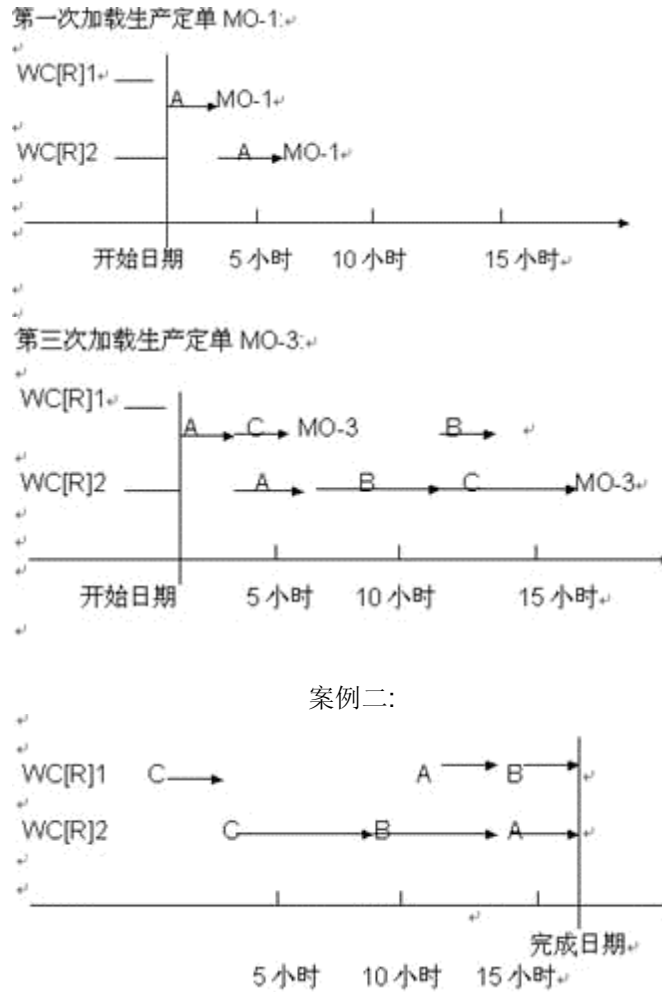 第一次加载生产定单 MO-1:
WC[R]1
A MO-1
WC[R]2 A MO-1
开始日期 5 小时 10 小时 15 小时
第三次加载生产定单 MO-3:
WC[R]1
A C MO-3 B
WC[R]2 A B C MO-3
开始日期 5 小时 10 小时 15 小时
案例二:
WC[R]1 C A B
WC[R]2 C B A
完成日期
5 小时 10 小时 15 小时